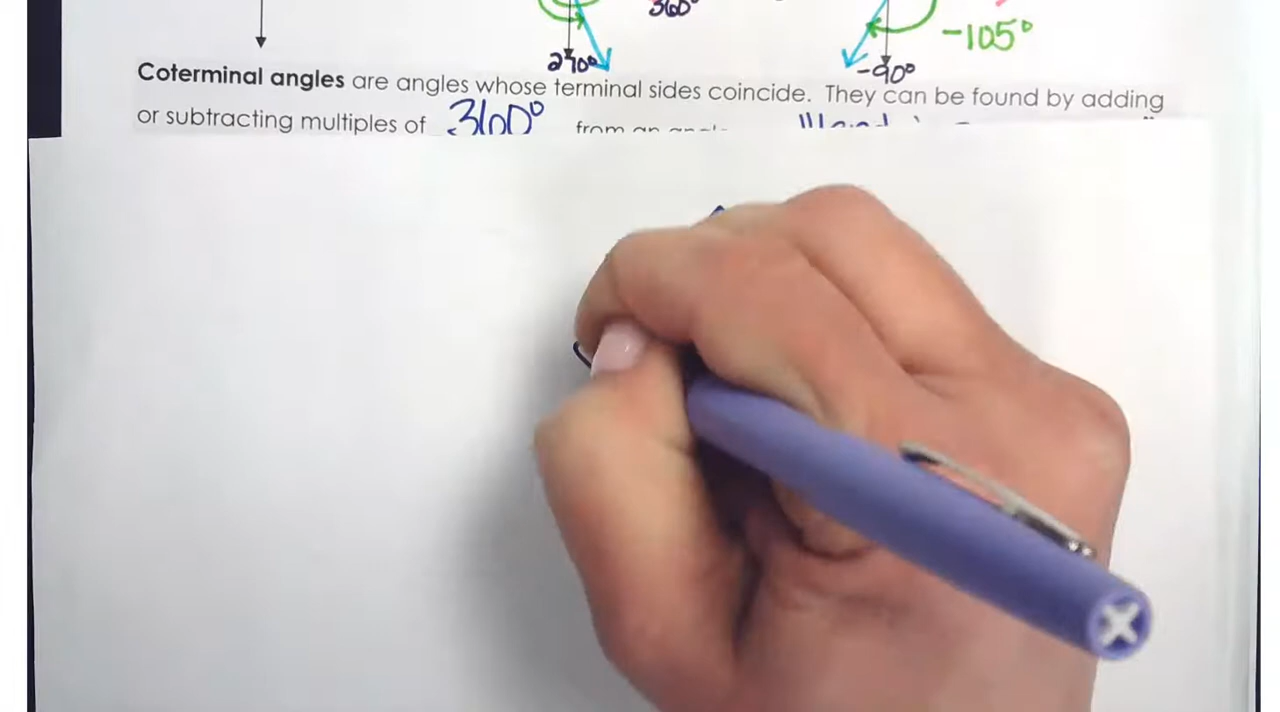 360°
-105°
270°
-90°
Coterminal angles are angles whose terminal sides coincide. They can be found by adding
or subtracting multiples of 360° from an